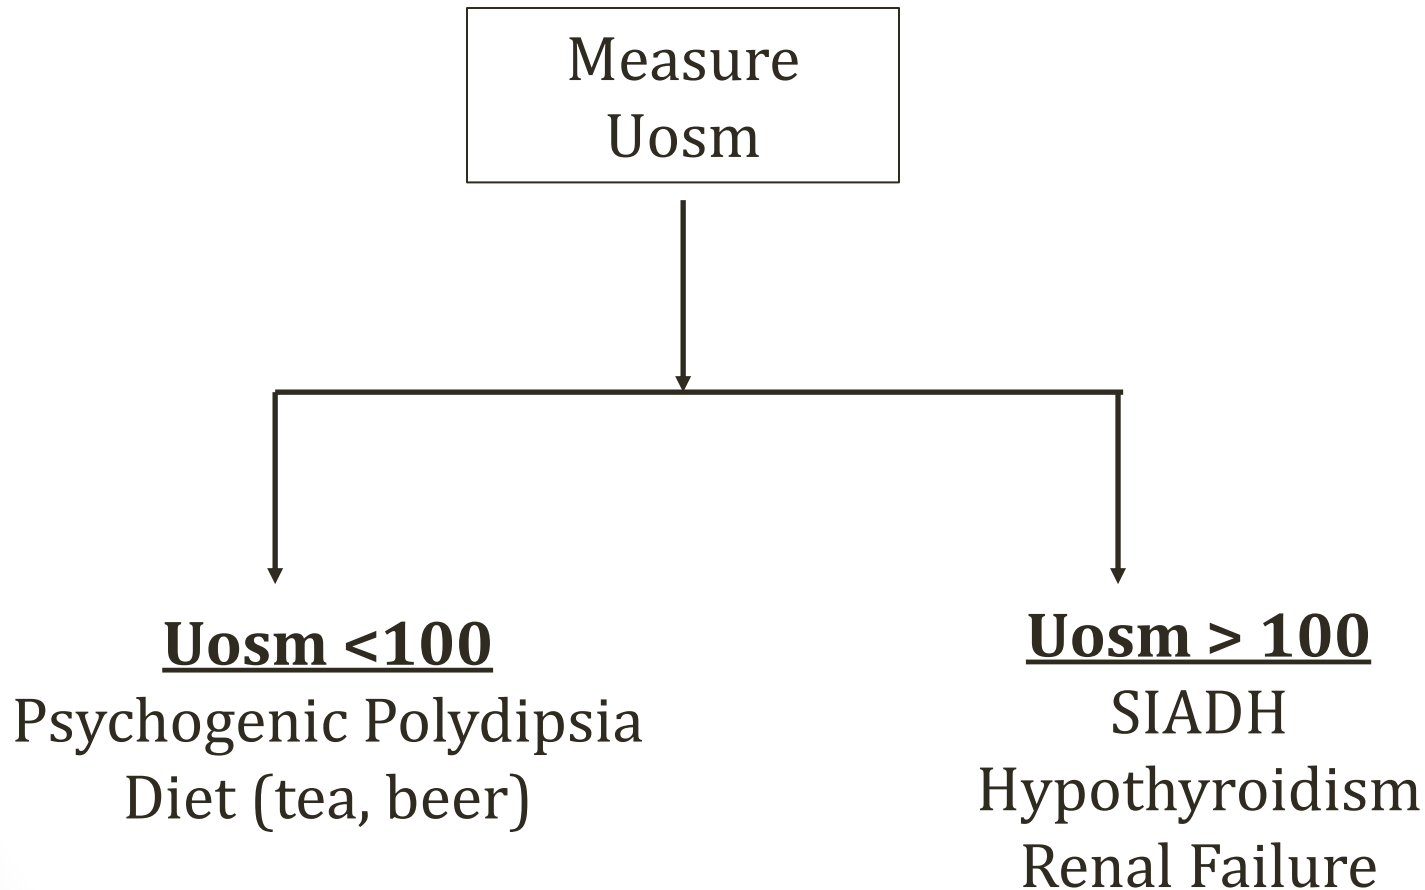 Measure
Uosm
Uosm <100
Psychogenic Polydipsia
Diet (tea, beer)
Uosm > 100
SIADH
Hypothyroidism
Renal Failure